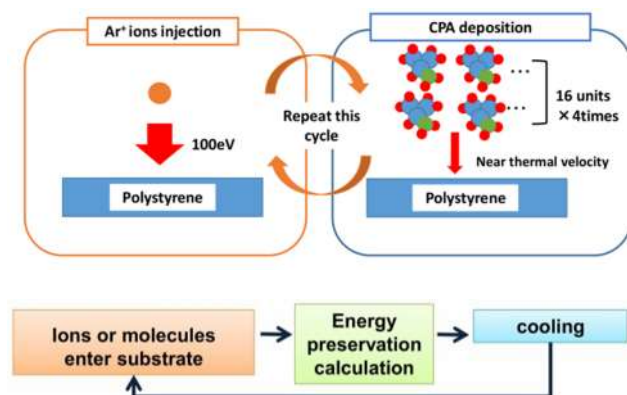 Ar⁺ ions injection
100eV
Polystyrene
Repeat this
cycle
CPA deposition
...
...
16 units
×4times
Near thermal velocity
Polystyrene
Ions or molecules
enter substrate
Energy
preservation
calculation
cooling